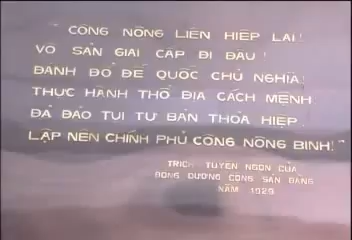 " CÔNG NÔNG LIÊN HIỆP LẠI!
VÔ SẢN GIAI CẤP ĐI ĐẦU!
ĐÁNH ĐỔ ĐẾ QUỐC CHỦ NGHĨA!
THỰC HÀNH THỔ ĐỊA CÁCH MỆNH
ĐẢ ĐẢO TỤI TƯ BẢN THỎA HIỆP.
LẬP NÊN CHÍNH PHỦ CÔNG NÔNG BINH! "
TRÍCH TUYÊN NGÔN CỦA
ĐÔNG DƯƠNG CỘNG SẢN ĐẢNG
NĂM 1929